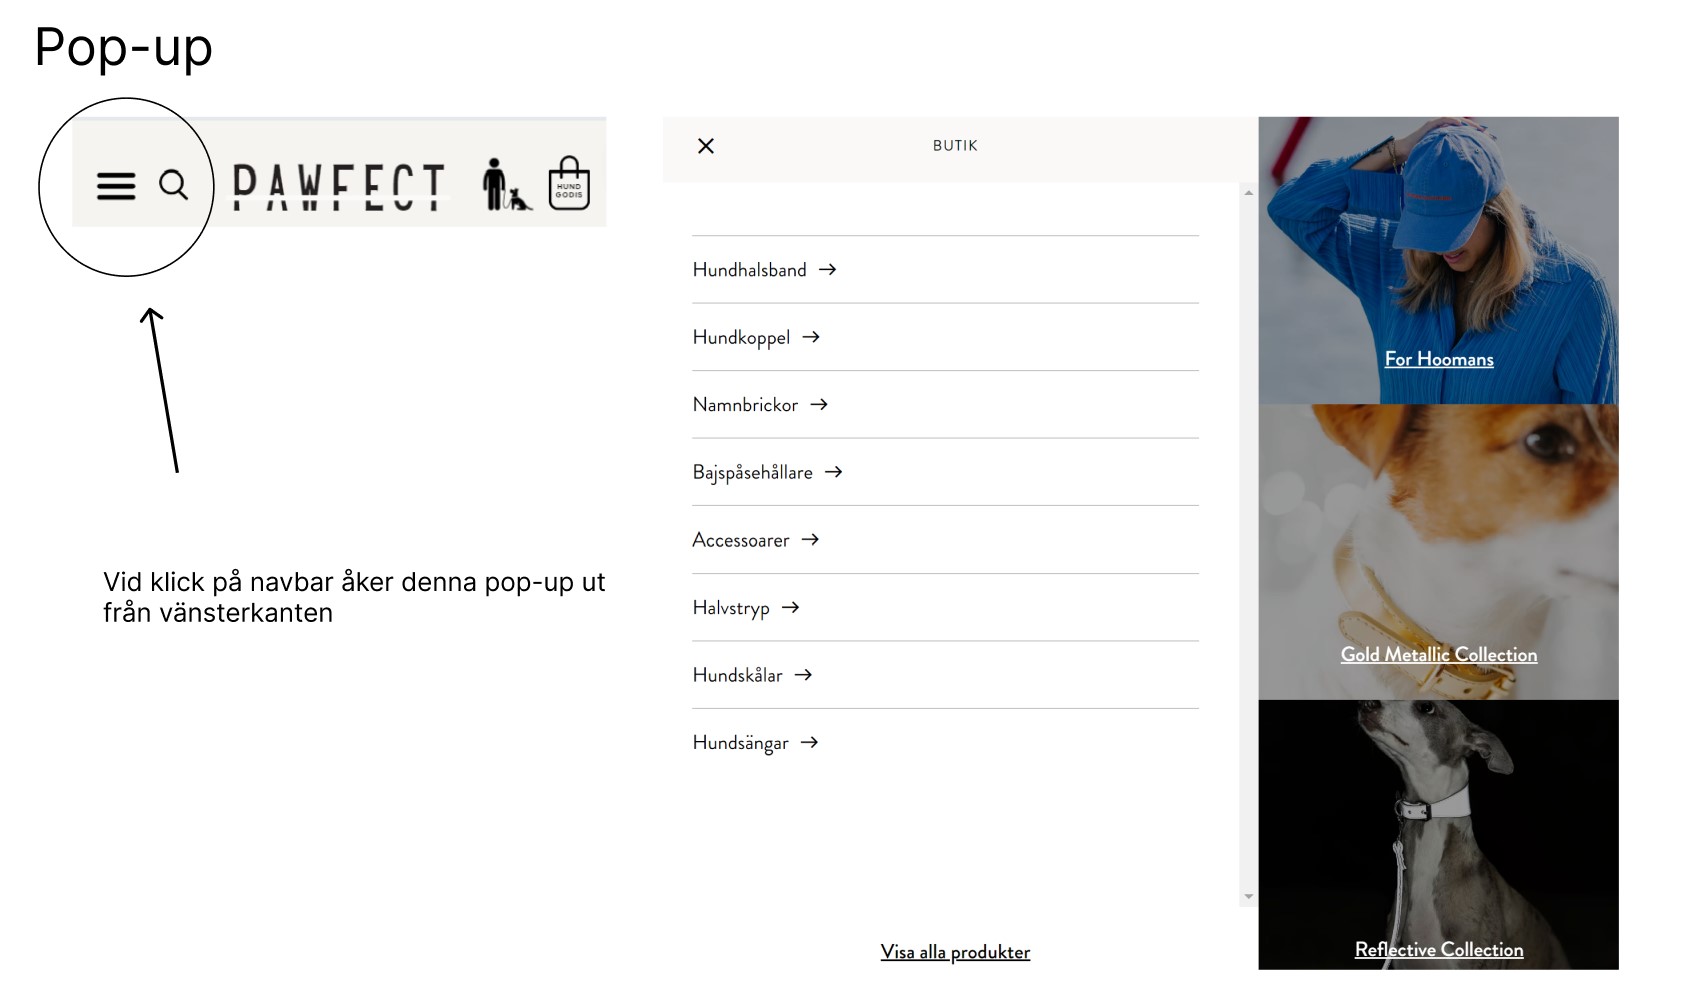 Pop-up
PAWFECT
HUND
GODIS
Vid klick på navbar åker denna pop-up ut
från vänsterkanten
BUTIK
Hundhalsband →
Hundkoppel →
Namnbrickor →
Bajspåsehållare →
Accessoarer →
Halvstryp →
Hundskålar →
Hundsängar →
Visa alla produkter
For Hoomans
Gold Metallic Collection
Reflective Collection